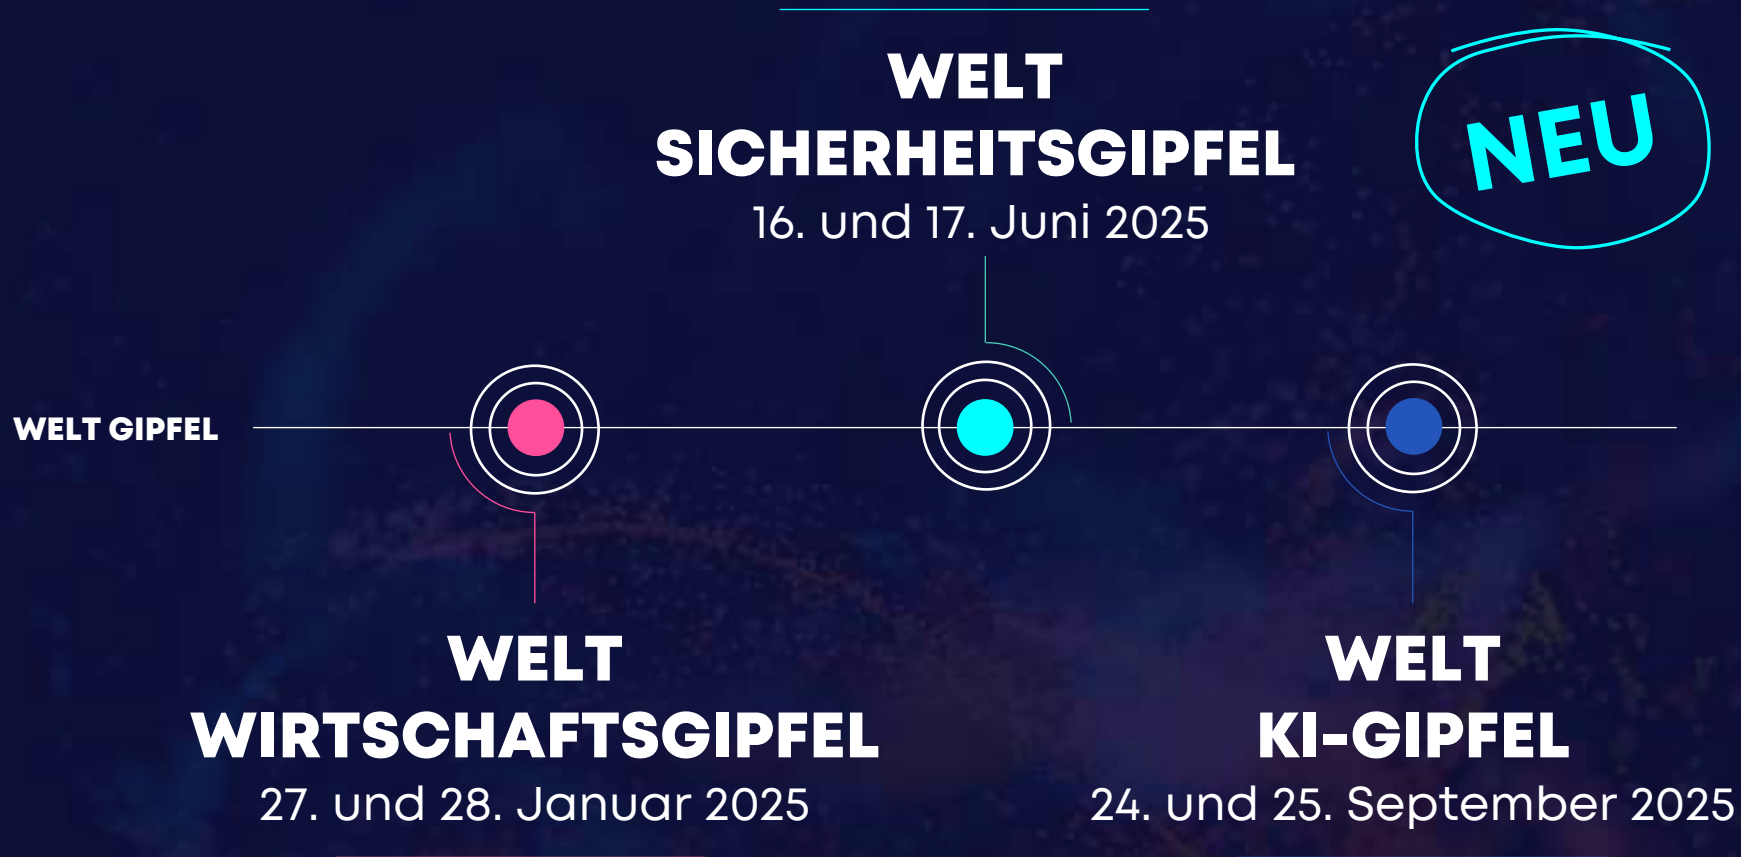 WELT
SICHERHEITSGIPFEL
16. und 17. Juni 2025
NEU
WELT GIPFEL
WELT
WIRTSCHAFTSGIPFEL
27. und 28. Januar 2025
WELT
KI-GIPFEL
24. und 25. September 2025